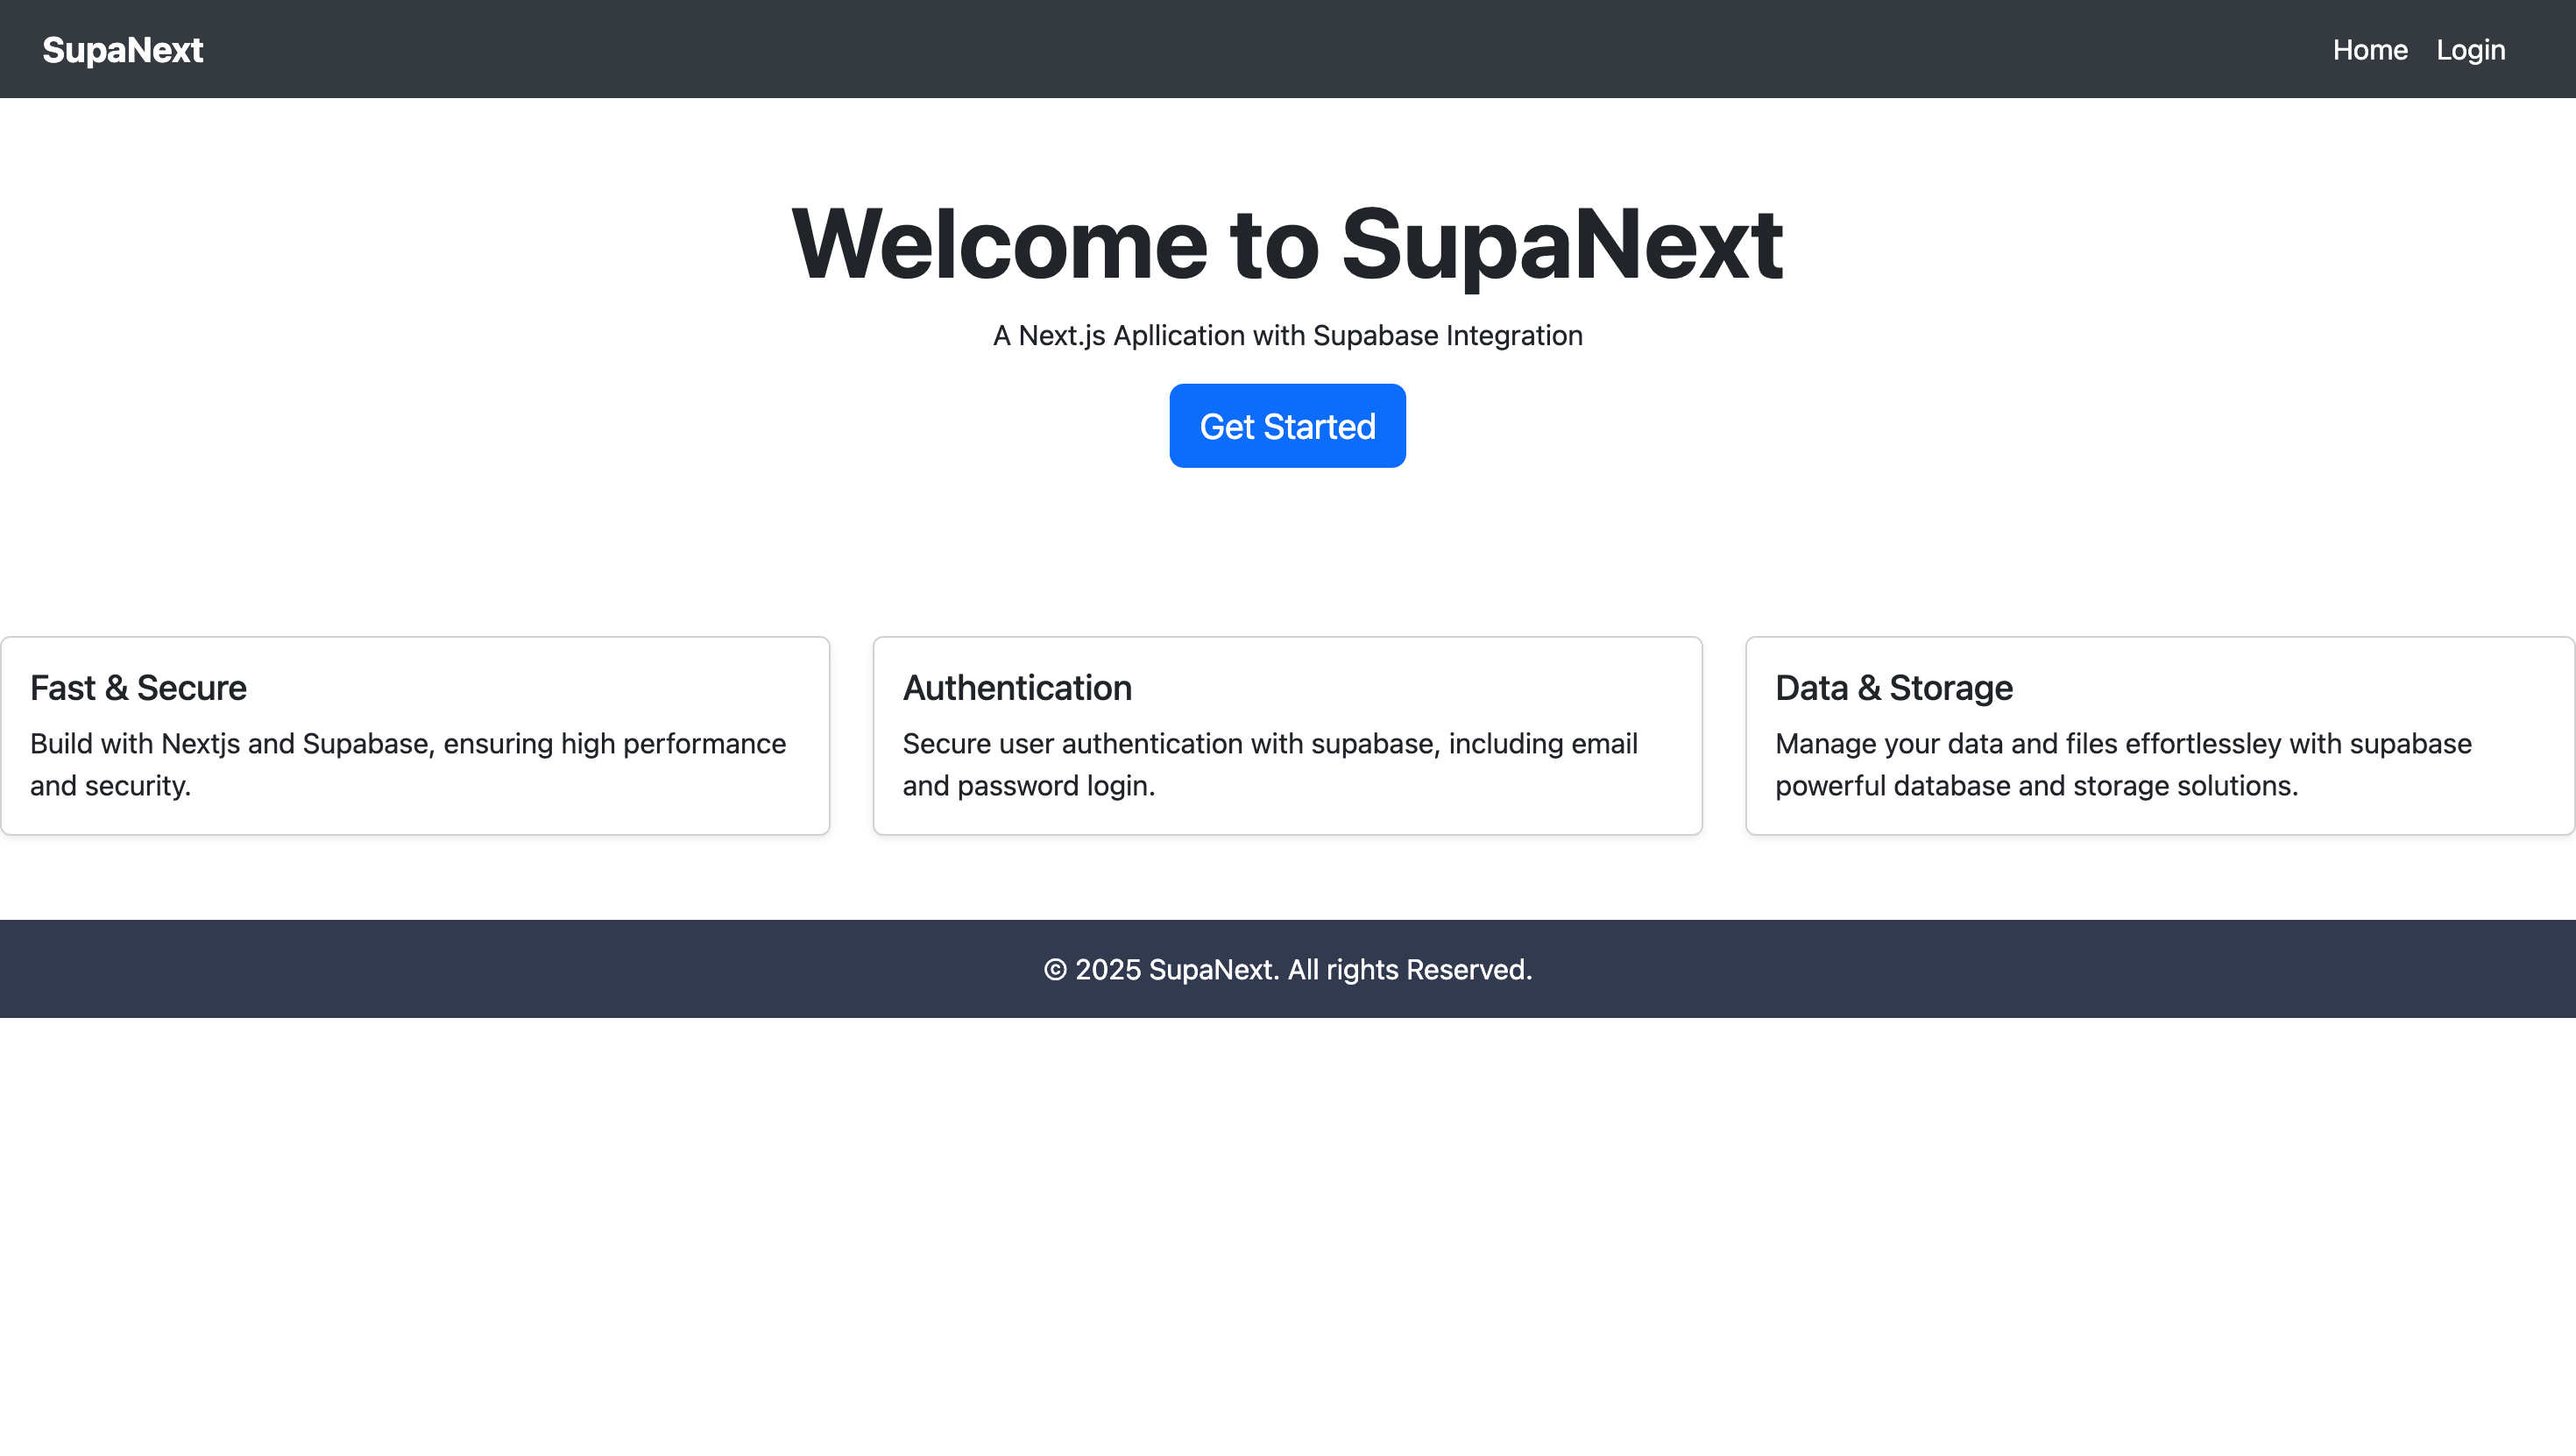 SupaNext
Home Login
Welcome to SupaNext
A Next.js Apllication with Supabase Integration
Get Started
Fast & Secure
Build with Nextjs and Supabase, ensuring high performance
and security.
Authentication
Secure user authentication with supabase, including email
and password login.
Data & Storage
Manage your data and files effortlessley with supabase
powerful database and storage solutions.
© 2025 SupaNext. All rights Reserved.